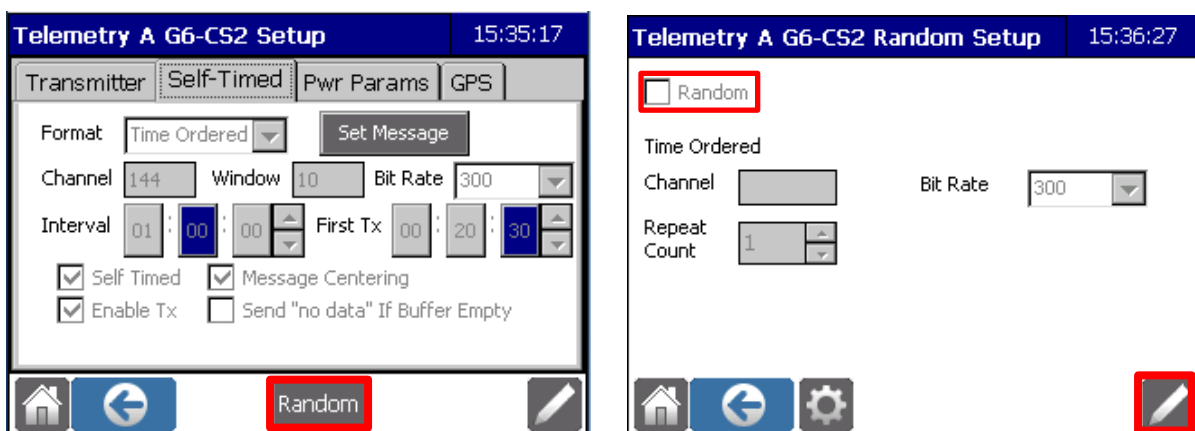 Telemetry A G6-CS2 Setup 15:35:17
Transmitter Self-Timed Pwr Params GPS
Format Time Ordered Set Message
Channel 144 Window 10 Bit Rate 300
Interval 01 : 00 : 00 First Tx 00 : 20 : 30
Self Timed Message Centering
Enable Tx Send "no data" If Buffer Empty
Random
Telemetry A G6-CS2 Random Setup 15:36:27
Random
Time Ordered
Channel Bit Rate 300
Repeat
Count 1